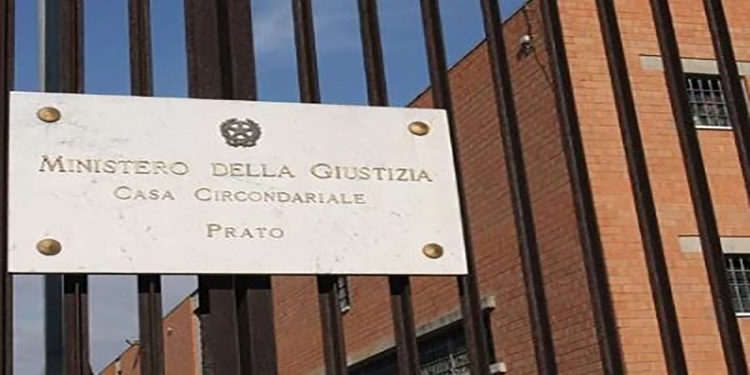 MINISTERO DELLA GIUSTIZIA
CASA CIRCONDARIALE
PRATO